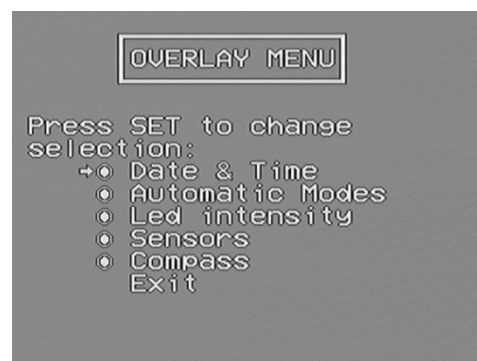 OVERLAY MENU
Press SET to change
selection:
Date & Time
Automatic Modes
Led intensity
Sensors
Compass
Exit